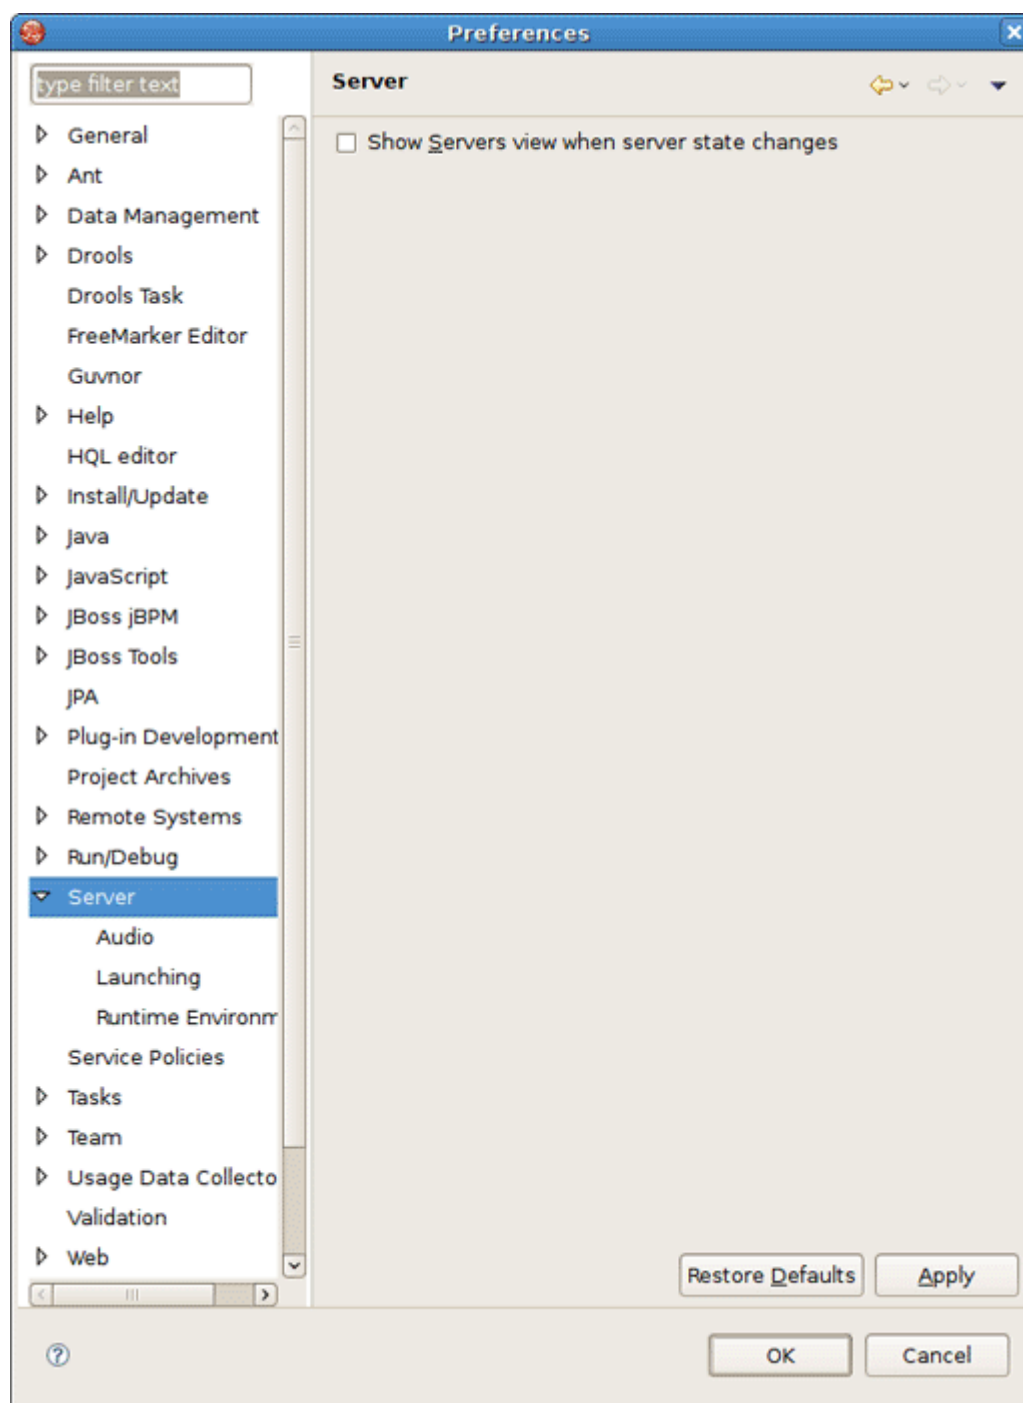 Preferences
type filter text
Server
Show Servers view when server state changes
General
Ant
Data Management
Drools
Drools Task
FreeMarker Editor
Guvnor
Help
HQL editor
Install/Update
Java
JavaScript
JBoss jBPM
JBoss Tools
JPA
Plug-in Development
Project Archives
Remote Systems
Run/Debug
Server
Audio
Launching
Runtime Environm
Service Policies
Tasks
Team
Usage Data Collecto
Validation
Web
Restore Defaults
Apply
OK
Cancel